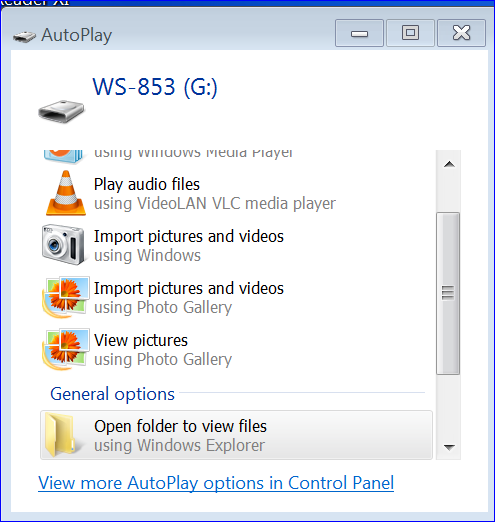 AutoPlay
WS-853 (G:)
using Windows Media Player
Play audio files
using VideoLAN VLC media player
Import pictures and videos
using Windows
Import pictures and videos
using Photo Gallery
View pictures
using Photo Gallery
General options
Open folder to view files
using Windows Explorer
View more AutoPlay options in Control Panel